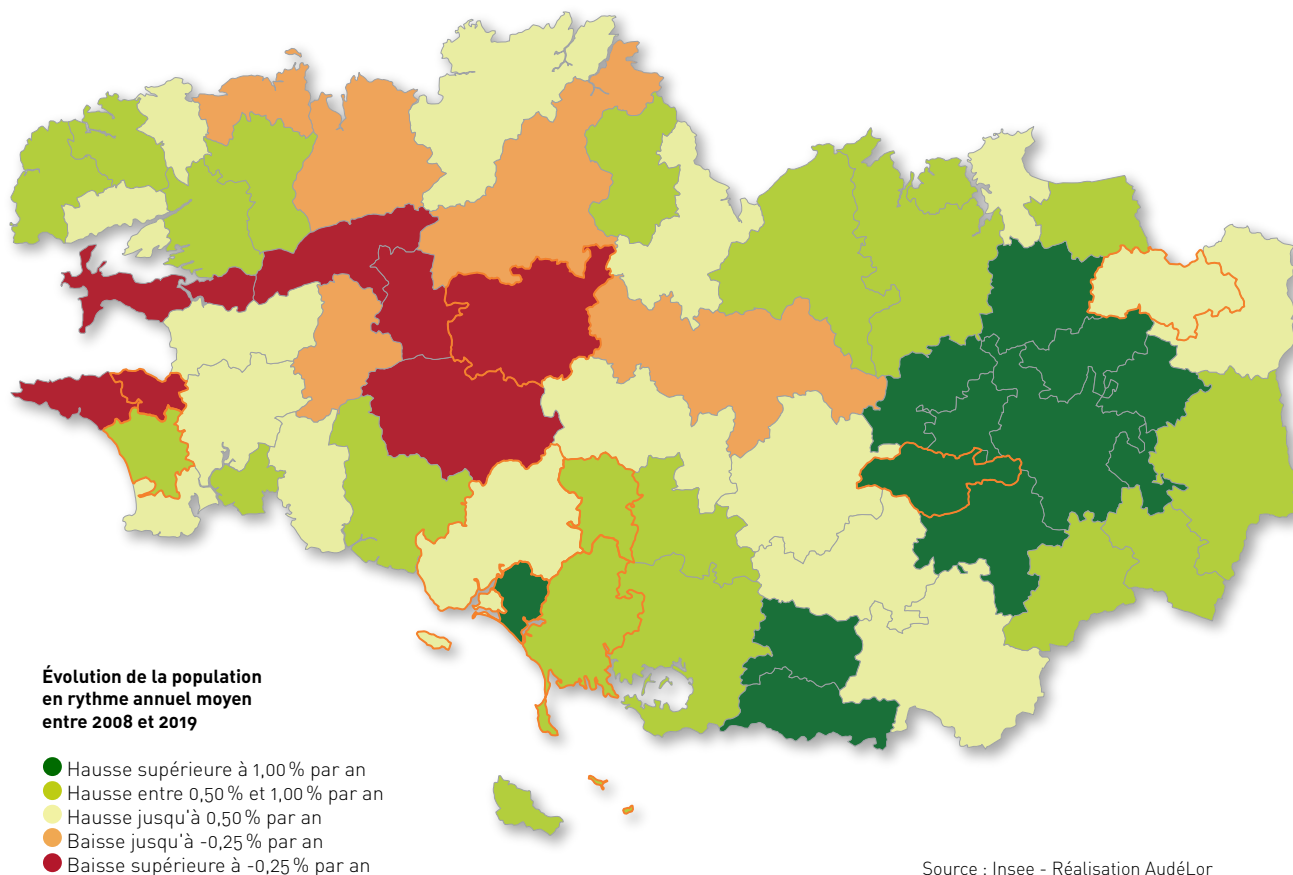 Évolution de la population
en rythme annuel moyen
entre 2008 et 2019
Hausse supérieure à 1,00 % par an
Hausse entre 0,50 % et 1,00 % par an
Hausse jusqu'à 0,50 % par an
Baisse jusqu'à -0,25 % par an
Baisse supérieure à -0,25 % par an
Source : Insee - Réalisation AudéLor